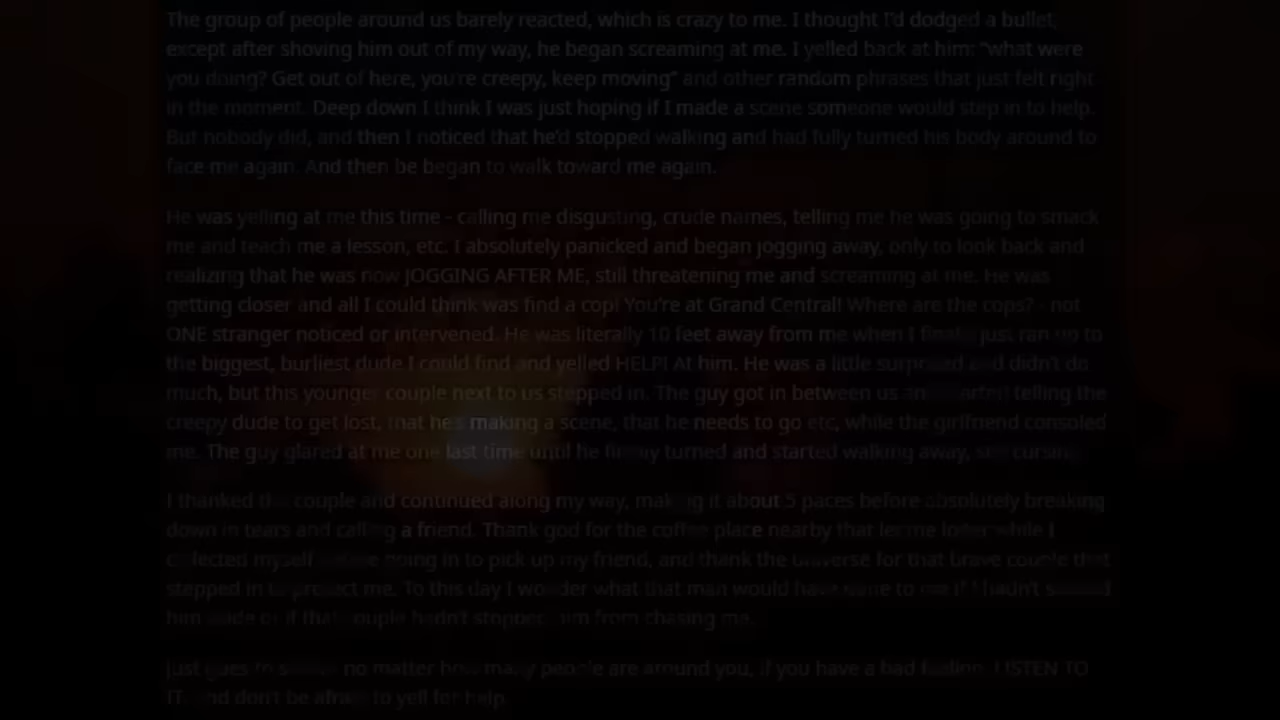 The group of people around us barely reacted, which is crazy to me. I thought I'd dodged a bullet,
except after shoving him out of my way, he began screaming at me. I yelled back at him: "what were
you doing? Get out of here, you're creepy, keep moving" and other random phrases that just felt right
in the moment. Deep down I think I was just hoping if I made a scene someone would step in to help.
But nobody did, and then I noticed that he'd stopped walking and had fully turned his body around to
face me again. And then be began to walk toward me again.
He was yelling at me this time - calling me disgusting, crude names, telling me he was going to smack
me and teach me a lesson, etc. I absolutely panicked and began jogging away, only to look back and
realizing that he was now JOGGING AFTER ME, still threatening me and screaming at me. He was
getting closer and all I could think was find a cop! You're at Grand Central! Where are the cops? - not
ONE stranger noticed or intervened. He was literally 10 feet away from me when I finally just ran up to
the biggest, burliest dude I could find and yelled HELP! At him. He was a little surprised and didn't do
much, but this younger couple next to us stepped in. The guy got in between us and started telling the
creepy dude to get lost, that he's making a scene, that he needs to go etc, while the girlfriend consoled
me. The guy glared at me one last time until he finally turned and started walking away, still cursing.
I thanked the couple and continued along my way, making it about 5 paces before absolutely breaking
down in tears and calling a friend. Thank god for the coffee place nearby that let me loiter while I
collected myself before going in to pick up my friend, and thank the universe for that brave couple that
stepped in to protect me. To this day I wonder what that man would have done to me if I hadn't shoved
him aside or if that couple hadn't stopped him from chasing me.
Just goes to show - no matter how many people are around you, if you have a bad feeling, LISTEN TO
IT, and don't be afraid to yell for help.